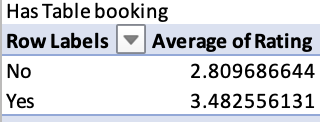 Has Table booking
Row Labels Average of Rating
No 2.809686644
Yes 3.482556131